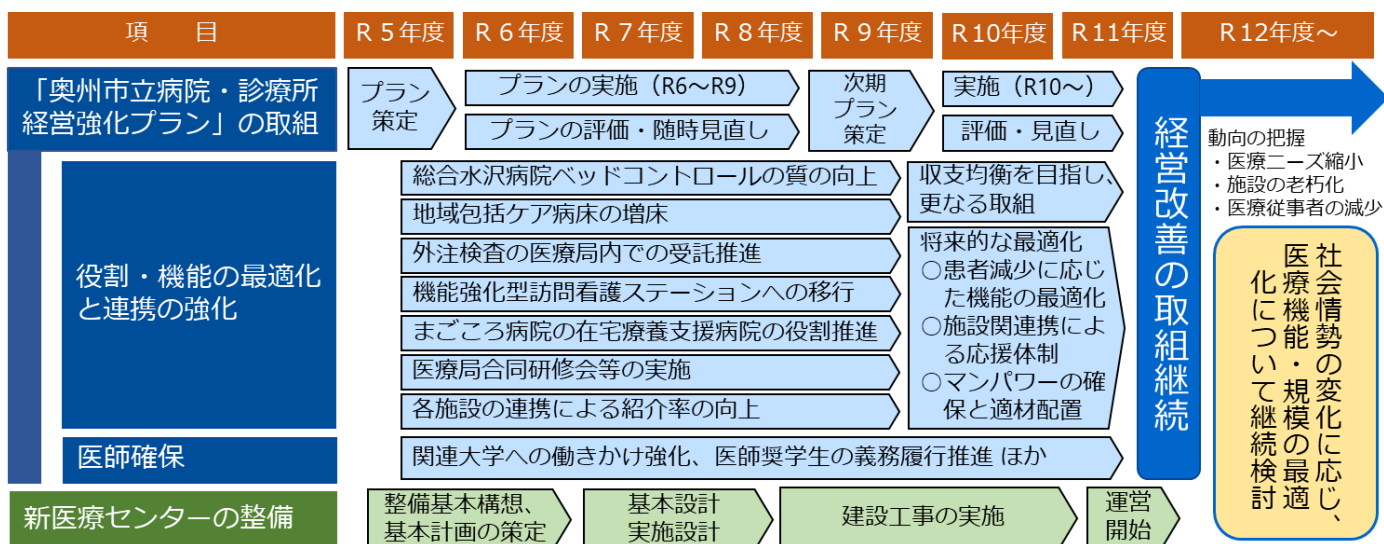 項　目
R５年度
R６年度
R７年度
R８年度
R９年度
R10年度
R11年度
R12年度～
「奥州市立病院・診療所
経営強化プラン」の取組
プラン
策定
プランの実施（R6～R9）
プランの評価・随時見直し
次期
プラン
策定
実施（R10～）
評価・見直し
役割・機能の最適化
と連携の強化
総合水沢病院ベッドコントロールの質の向上
地域包括ケア病床の増床
外注検査の医療局内での受託推進
機能強化型訪問看護ステーションへの移行
まごころ病院の在宅療養支援病院の役割推進
医療局合同研修会等の実施
各施設の連携による紹介率の向上
収支均衡を目指し、
更なる取組
将来的な最適化
○患者減少に応じ
た機能の最適化
○施設関連携によ
る応援体制
○マンパワーの確
保と適材配置
医師確保
関連大学への働きかけ強化、医師奨学生の義務履行推進 ほか
新医療センターの整備
整備基本構想、
基本計画の策定
基本設計
実施設計
建設工事の実施
運営
開始
経営改善の取組継続
動向の把握
・医療ニーズ縮小
・施設の老朽化
・医療従事者の減少
社会情勢の変化に応じ、
医療機能・規模の最適
化について継続検討